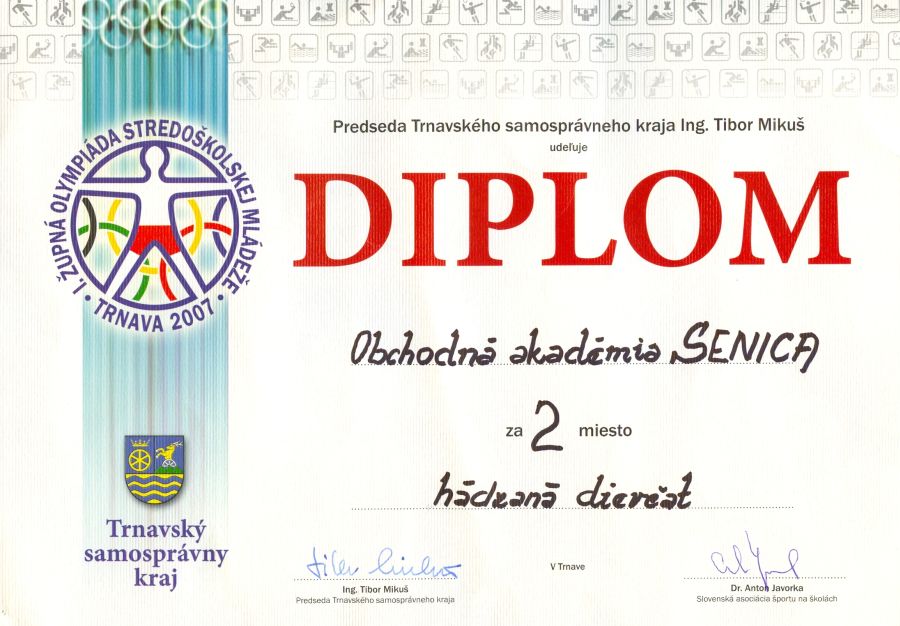 I. ŽUPNÁ OLYMPIÁDA STREDOŠKOLSKEJ MLÁDEŽE
• TRNAVA 2007 •
Trnavský
samosprávny
kraj
Predseda Trnavského samosprávneho kraja Ing. Tibor Mikuš
udeľuje
DIPLOM
Obchodná akadémia SENICA
za 2 miesto
hádzaná dievčat
Ing. Tibor Mikuš
Predseda Trnavského samosprávneho kraja
V Trnave
Dr. Anton Javorka
Slovenská asociácia športu na školách